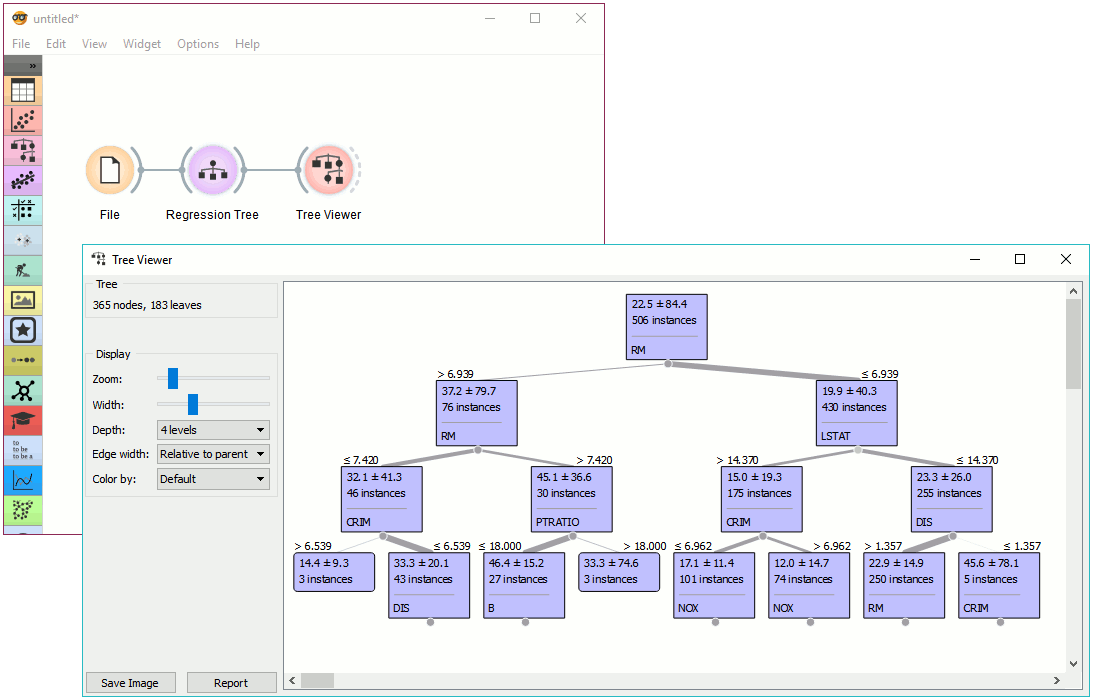 untitled*
File Edit View Widget Options Help
»
File
Regression Tree
Tree Viewer
to
to be
to be a
Tree Viewer
Tree
365 nodes, 183 leaves
Display
Zoom:
Width:
Depth: 4 levels
Edge width: Relative to parent
Color by: Default
Save Image
Report
22.5 ± 84.4
506 instances
RM
> 6.939
≤ 6.939
37.2 ± 79.7
76 instances
RM
19.9 ± 40.3
430 instances
LSTAT
≤ 7.420
> 7.420
> 14.370
≤ 14.370
32.1 ± 41.3
46 instances
CRIM
45.1 ± 36.6
30 instances
PTRATIO
15.0 ± 19.3
175 instances
CRIM
23.3 ± 26.0
255 instances
DIS
> 6.539
≤ 6.539
≤ 18.000
> 18.000
≤ 6.962
> 6.962
> 1.357
≤ 1.357
14.4 ± 9.3
3 instances
33.3 ± 20.1
43 instances
DIS
46.4 ± 15.2
27 instances
B
33.3 ± 74.6
3 instances
17.1 ± 11.4
101 instances
NOX
12.0 ± 14.7
74 instances
NOX
22.9 ± 14.9
250 instances
RM
45.6 ± 78.1
5 instances
CRIM